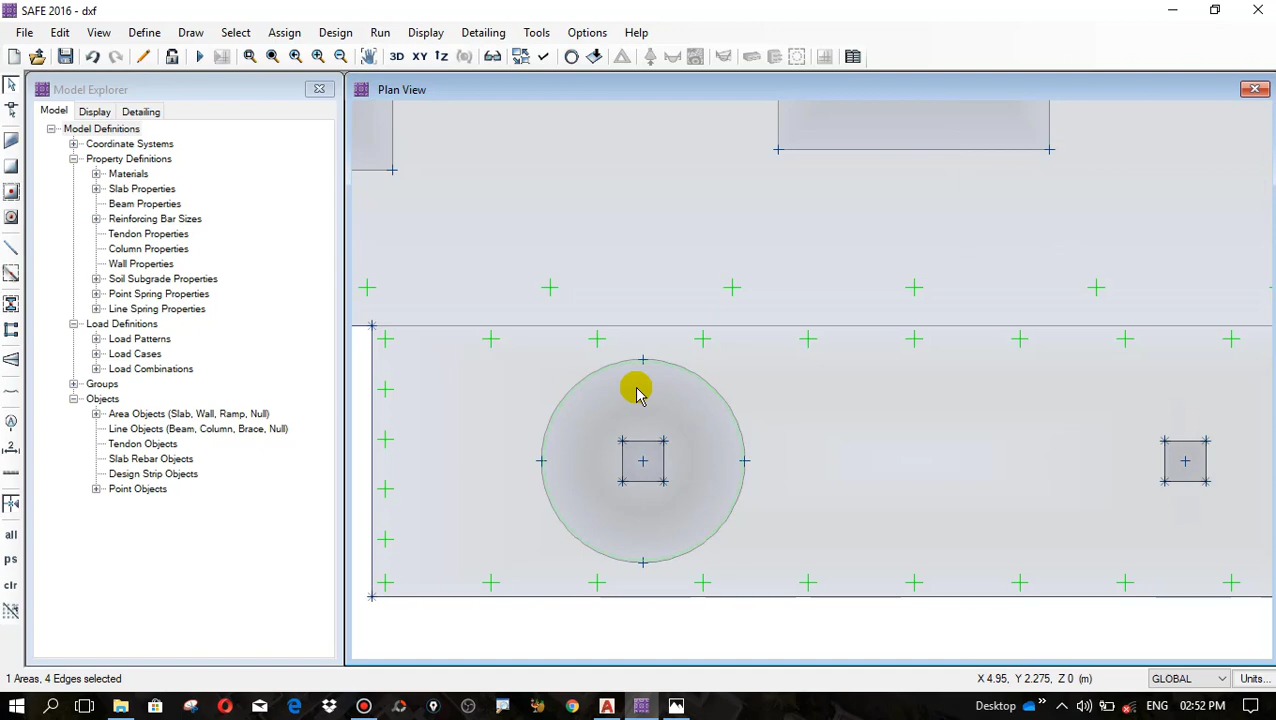 SAFE 2016 - dxf
File Edit View Define Draw Select Assign Design Run Display Detailing Tools Options Help
3D XY
Model Explorer
Plan View
Model Display Detailing
Model Definitions
Coordinate Systems
Property Definitions
Materials
Slab Properties
Beam Properties
Reinforcing Bar Sizes
Tendon Properties
Column Properties
Wall Properties
Soil Subgrade Properties
Point Spring Properties
Line Spring Properties
Load Definitions
Load Patterns
Load Cases
Load Combinations
Groups
Objects
Area Objects (Slab, Wall, Ramp, Null)
Line Objects (Beam, Column, Brace, Null)
Tendon Objects
Slab Rebar Objects
Design Strip Objects
Point Objects
all
ps
clr
1 Areas, 4 Edges selected
X 4.95, Y 2.275, Z 0 (m)
GLOBAL
Units...
Desktop
ENG
02:52 PM